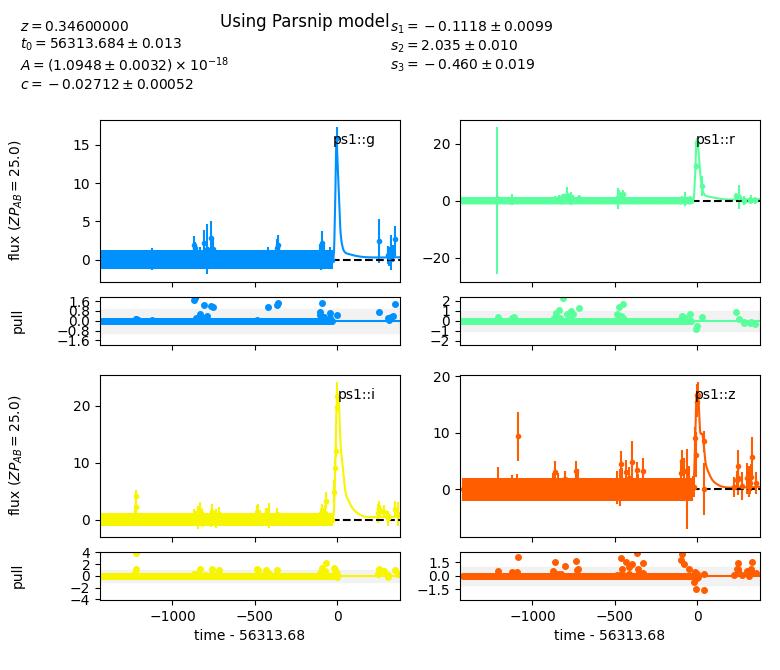 Using Parsnip model
z = 0.34600000
t₀ = 56313.684 ± 0.013
A = (1.0948 ± 0.0032) × 10⁻¹⁸
c = −0.02712 ± 0.00052
s₁ = −0.1118 ± 0.0099
s₂ = 2.035 ± 0.010
s₃ = −0.460 ± 0.019
flux (ZP_AB = 25.0)
15
10
5
0
ps1::g
20
0
−20
ps1::r
pull
1.6
0.8
0.0
−0.8
−1.6
2
1
0
−1
−2
flux (ZP_AB = 25.0)
20
10
0
ps1::i
20
10
0
ps1::z
pull
4
2
0
−2
−4
1.5
0.0
−1.5
−1000 −500 0
−1000 −500 0
time - 56313.68
time - 56313.68